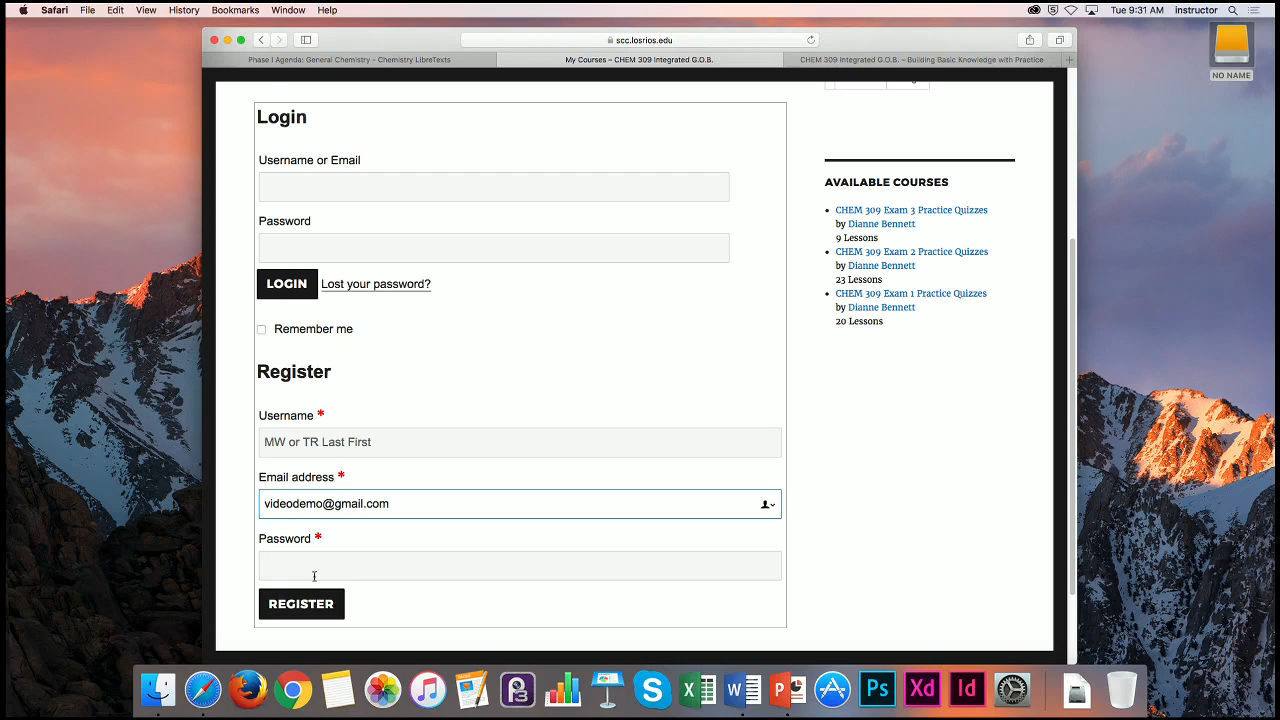 Safari File Edit View History Bookmarks Window Help
Tue 9:31 AM instructor
scc.losrios.edu
Phase I Agenda: General Chemistry - Chemistry LibreTexts
My Courses – CHEM 309 Integrated G.O.B.
CHEM 309 Integrated G.O.B. – Building Basic Knowledge with Practice
NO NAME
Login
Username or Email
Password
LOGIN Lost your password?
Remember me
Register
Username *
MW or TR Last First
Email address *
videodemo@gmail.com
Password *
REGISTER
AVAILABLE COURSES
CHEM 309 Exam 3 Practice Quizzes
by Dianne Bennett
9 Lessons
CHEM 309 Exam 2 Practice Quizzes
by Dianne Bennett
23 Lessons
CHEM 309 Exam 1 Practice Quizzes
by Dianne Bennett
20 Lessons
Ps Xd Id